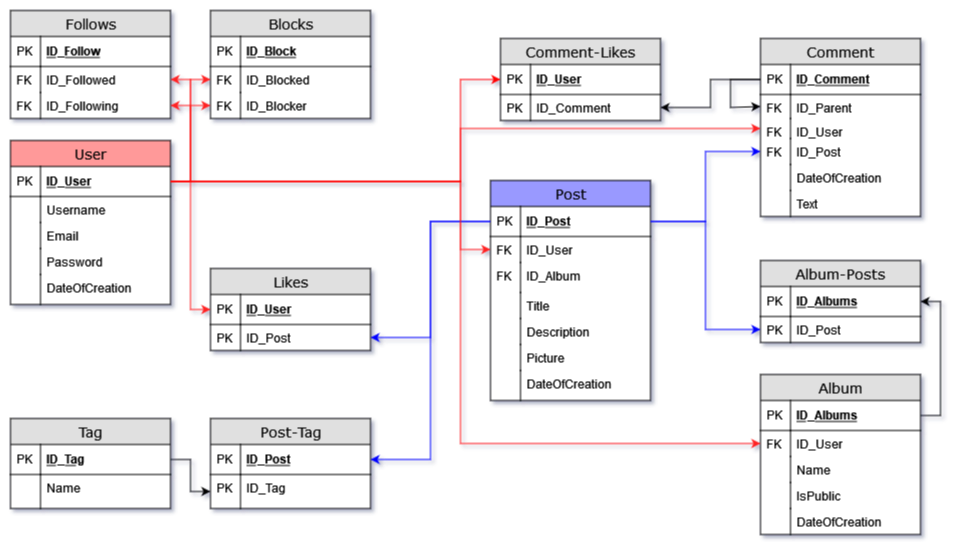 Follows
PK ID_Follow
FK ID_Followed
FK ID_Following
Blocks
PK ID_Block
FK ID_Blocked
FK ID_Blocker
Comment-Likes
PK ID_User
PK ID_Comment
Comment
PK ID_Comment
FK ID_Parent
FK ID_User
FK ID_Post
DateOfCreation
Text
User
PK ID_User
Username
Email
Password
DateOfCreation
Post
PK ID_Post
FK ID_User
FK ID_Album
Title
Description
Picture
DateOfCreation
Likes
PK ID_User
PK ID_Post
Album-Posts
PK ID_Albums
PK ID_Post
Album
PK ID_Albums
FK ID_User
Name
IsPublic
DateOfCreation
Tag
PK ID_Tag
Name
Post-Tag
PK ID_Post
PK ID_Tag